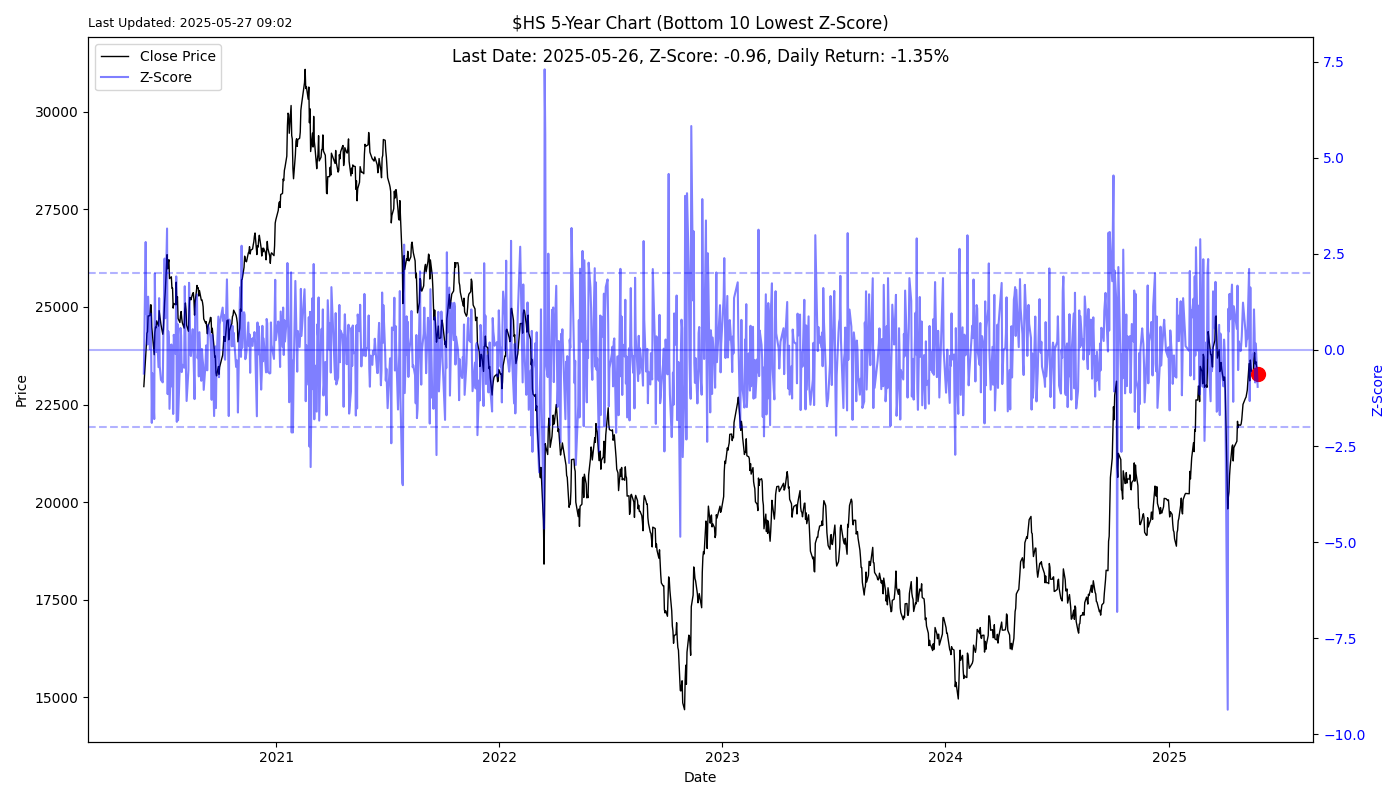 Last Updated: 2025-05-27 09:02
$HS 5-Year Chart (Bottom 10 Lowest Z-Score)
Last Date: 2025-05-26, Z-Score: -0.96, Daily Return: -1.35%
Close Price
Z-Score
Price
30000
27500
25000
22500
20000
17500
15000
7.5
5.0
2.5
0.0
−2.5
−5.0
−7.5
−10.0
Z-Score
2021
2022
2023
2024
2025
Date